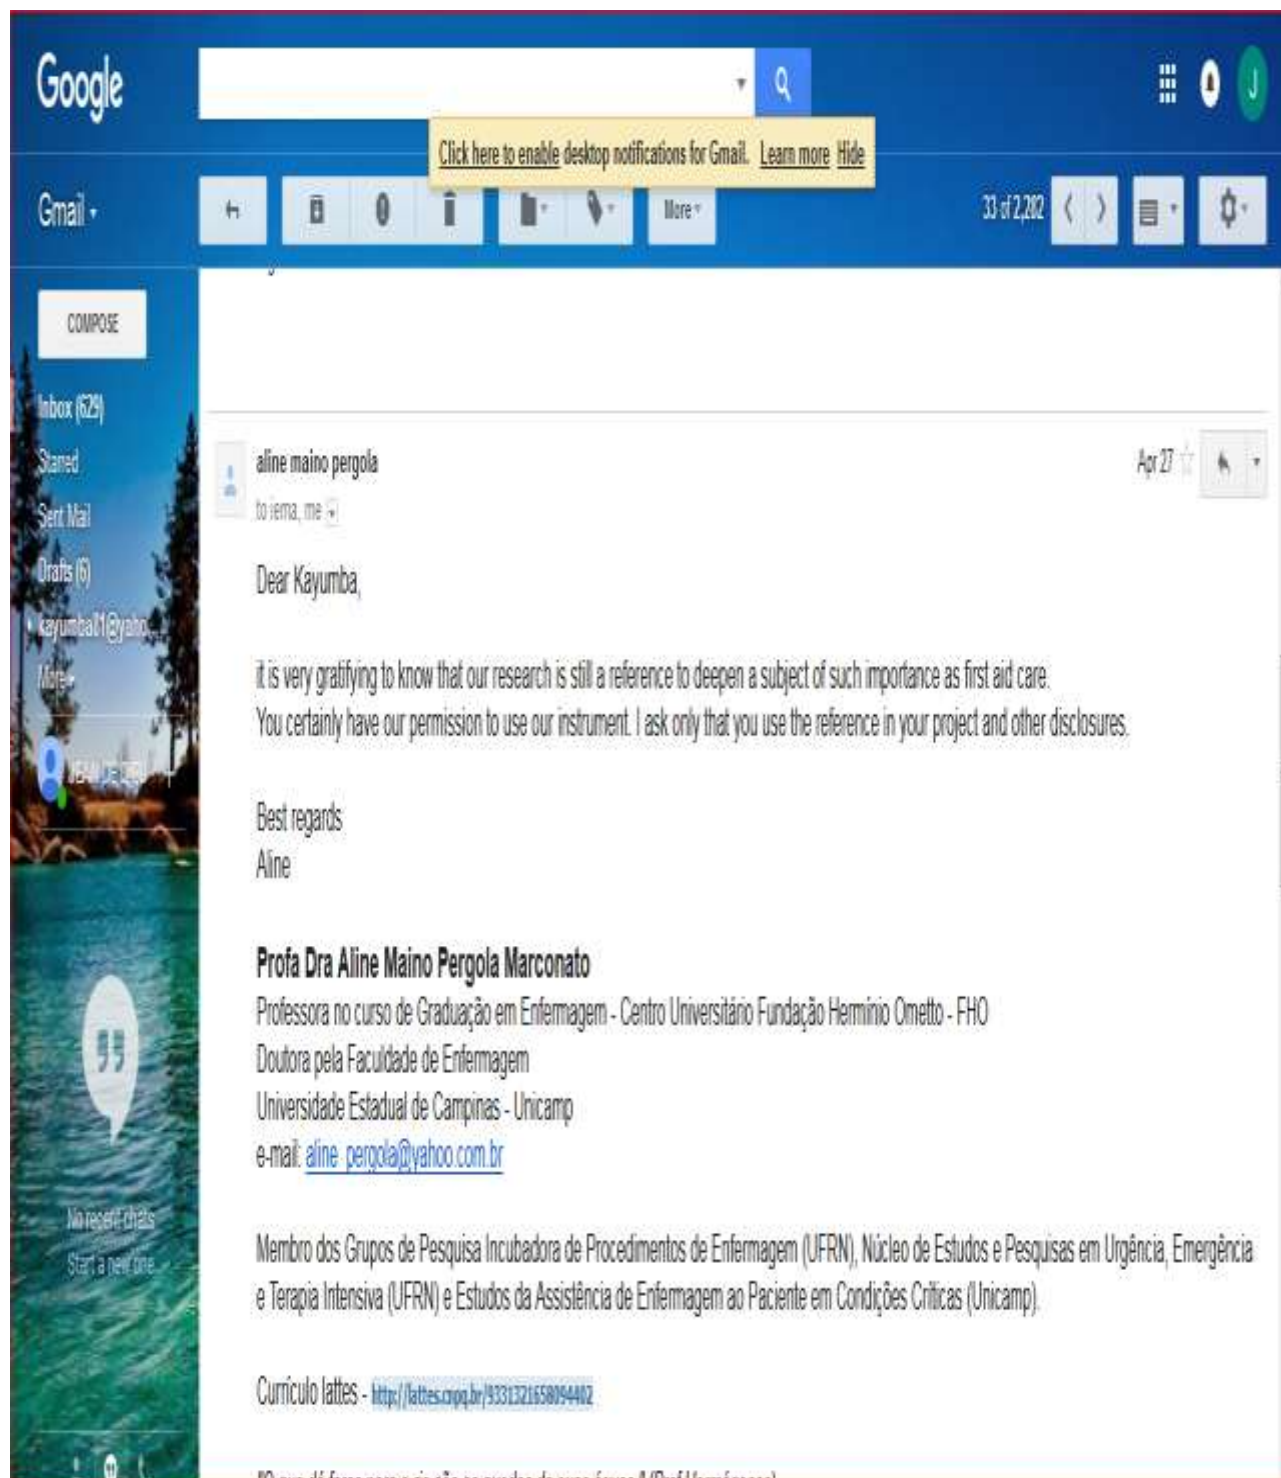 Google
Click here to enable desktop notifications for Gmail. Learn more Hide
J
Gmail
More
33 of 2,282
COMPOSE
Inbox (629)
Starred
Sent Mail
Drafts (6)
More
aline maino pergola
Apr 27
to iema, me
Dear Kayumba,
it is very gratifying to know that our research is still a reference to deepen a subject of such importance as first aid care.
You certainly have our permission to use our instrument. I ask only that you use the reference in your project and other disclosures.
Best regards
Aline
Profa Dra Aline Maino Pergola Marconato
Professora no curso de Graduação em Enfermagem - Centro Universitário Fundação Hermínio Ometto - FHO
Doutora pela Faculdade de Enfermagem
Universidade Estadual de Campinas - Unicamp
e-mail: aline_pergola@yahoo.com.br
No recent chats
Start a new one
Membro dos Grupos de Pesquisa Incubadora de Procedimentos de Enfermagem (UFRN), Núcleo de Estudos e Pesquisas em Urgência, Emergência
e Terapia Intensiva (UFRN) e Estudos da Assistência de Enfermagem ao Paciente em Condições Críticas (Unicamp).
Currículo lattes - http://lattes.cnpq.br/9331321658094402